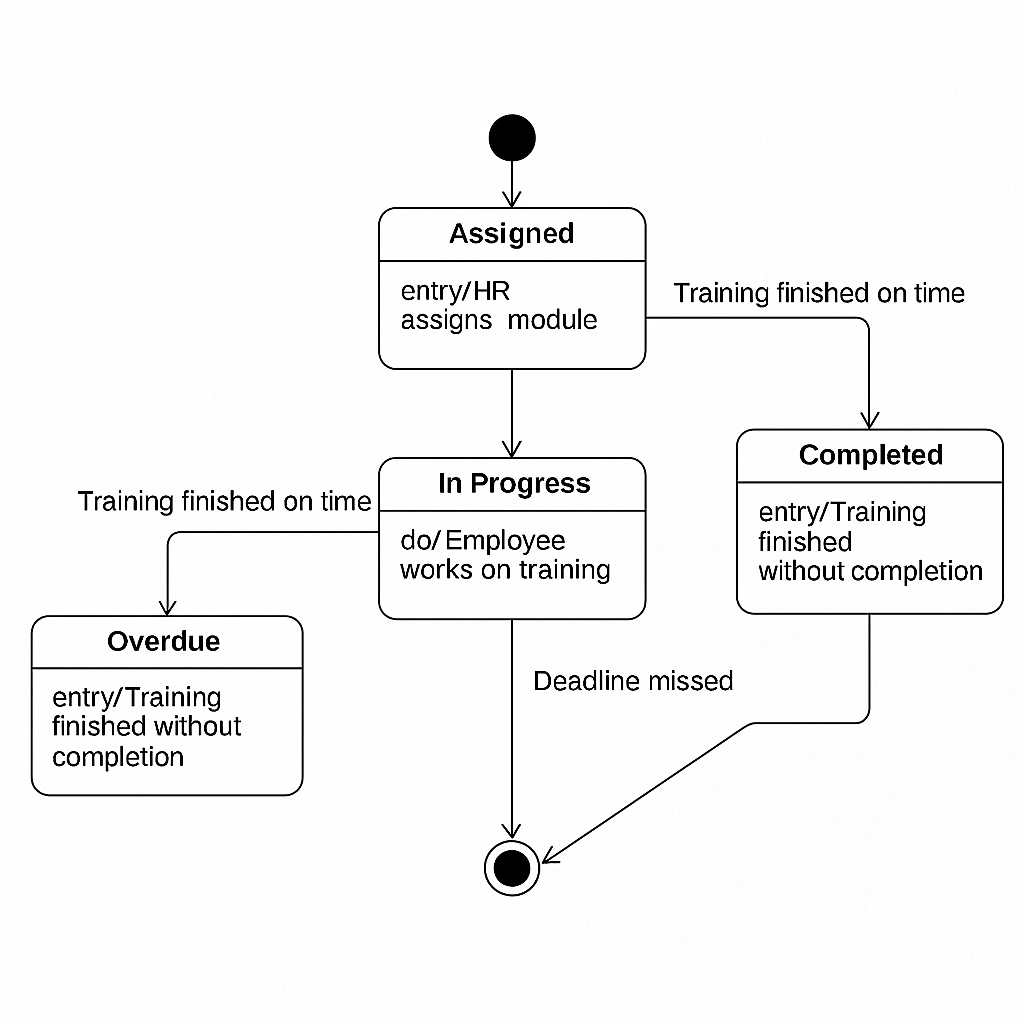 Assigned
entry/HR
assigns module
Training finished on time
In Progress
do/Employee
works on training
Training finished on time
Completed
entry/Training
finished
without completion
Overdue
entry/Training
finished without
completion
Deadline missed